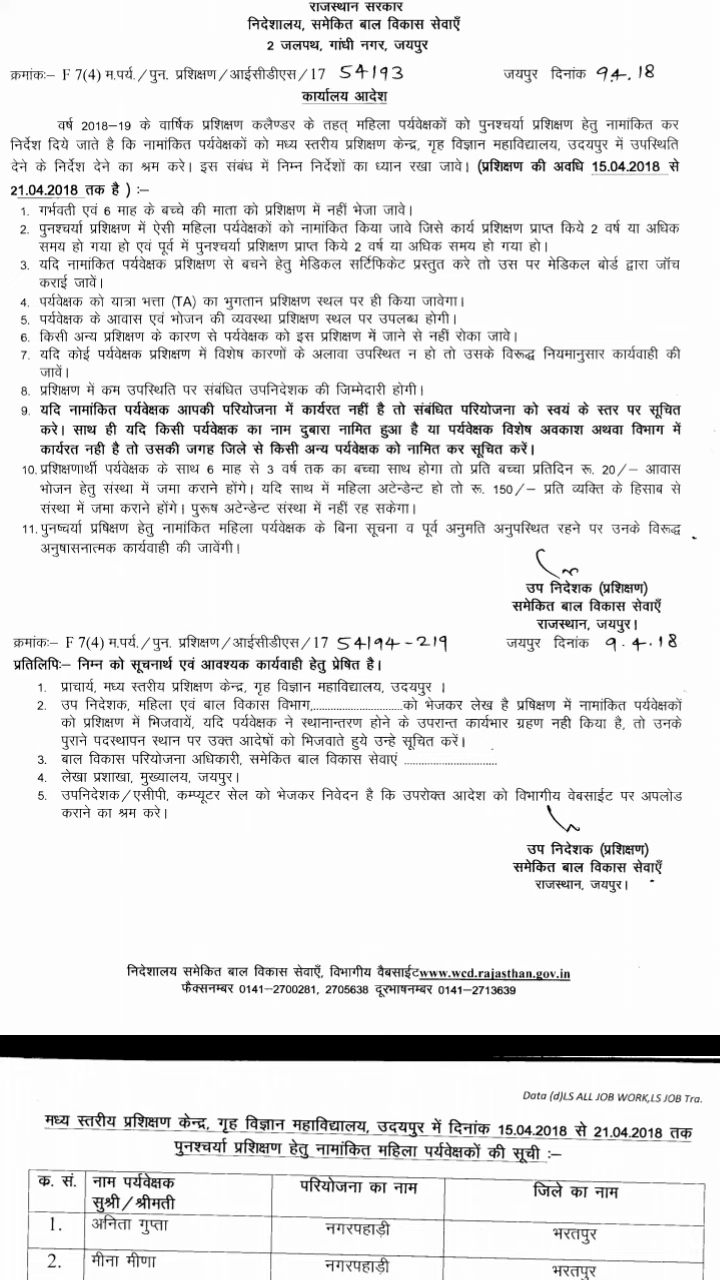 राजस्थान सरकार
निदेशालय, समेकित बाल विकास सेवाएँ
2 जलपथ, गांधी नगर, जयपुर
क्रमांकः– F 7(4) म.पर्य./पुन. प्रशिक्षण/आईसीडीएस/17 54193 जयपुर दिनांक 9.4.18
कार्यालय आदेश
वर्ष 2018–19 के वार्षिक प्रशिक्षण कलैण्डर के तहत् महिला पर्यवेक्षकों को पुनश्चर्या प्रशिक्षण हेतु नामांकित कर
निर्देश दिये जाते है कि नामांकित पर्यवेक्षकों को मध्य स्तरीय प्रशिक्षण केन्द्र, गृह विज्ञान महाविद्यालय, उदयपुर में उपस्थिति
देने के निर्देश देने का श्रम करे। इस संबंध में निम्न निर्देशों का ध्यान रखा जावे। (प्रशिक्षण की अवधि 15.04.2018 से
21.04.2018 तक है ) :–
1. गर्भवती एवं 6 माह के बच्चे की माता को प्रशिक्षण में नहीं भेजा जावे।
2. पुनश्चर्या प्रशिक्षण में ऐसी महिला पर्यवेक्षकों को नामांकित किया जावे जिसे कार्य प्रशिक्षण प्राप्त किये 2 वर्ष या अधिक
समय हो गया हो एवं पूर्व में पुनश्चर्या प्रशिक्षण प्राप्त किये 2 वर्ष या अधिक समय हो गया हो।
3. यदि नामांकित पर्यवेक्षक प्रशिक्षण से बचने हेतु मेडिकल सर्टिफिकेट प्रस्तुत करे तो उस पर मेडिकल बोर्ड द्वारा जॉच
कराई जावें।
4. पर्यवेक्षक को यात्रा भत्ता (TA) का भुगतान प्रशिक्षण स्थल पर ही किया जावेगा।
5. पर्यवेक्षक के आवास एवं भोजन की व्यवस्था प्रशिक्षण स्थल पर उपलब्ध होगी।
6. किसी अन्य प्रशिक्षण के कारण से पर्यवेक्षक को इस प्रशिक्षण में जाने से नहीं रोका जावे।
7. यदि कोई पर्यवेक्षक प्रशिक्षण में विशेष कारणों के अलावा उपस्थित न हो तो उसके विरूद्ध नियमानुसार कार्यवाही की
जावें।
8. प्रशिक्षण में कम उपस्थिति पर संबंधित उपनिदेशक की जिम्मेदारी होगी।
9. यदि नामांकित पर्यवेक्षक आपकी परियोजना में कार्यरत नहीं है तो संबंधित परियोजना को स्वयं के स्तर पर सूचित
करे। साथ ही यदि किसी पर्यवेक्षक का नाम दुबारा नामित हुआ है या पर्यवेक्षक विशेष अवकाश अथवा विभाग में
कार्यरत नही है तो उसकी जगह जिले से किसी अन्य पर्यवेक्षक को नामित कर सूचित करें।
10. प्रशिक्षणार्थी पर्यवेक्षक के साथ 6 माह से 3 वर्ष तक का बच्चा साथ होगा तो प्रति बच्चा प्रतिदिन रू. 20/– आवास
भोजन हेतु संस्था में जमा कराने होंगे। यदि साथ में महिला अटेन्डेन्ट हो तो रू. 150/– प्रति व्यक्ति के हिसाब से
संस्था में जमा कराने होंगे। पुरूष अटेन्डेन्ट संस्था में नहीं रह सकेगा।
11. पुनष्चर्या प्रषिक्षण हेतु नामांकित महिला पर्यवेक्षक के बिना सूचना व पूर्व अनुमति अनुपस्थित रहने पर उनके विरूद्ध
अनुषासनात्मक कार्यवाही की जावेंगी।
उप निदेशक (प्रशिक्षण)
समेकित बाल विकास सेवाएँ
राजस्थान, जयपुर।
क्रमांकः– F 7(4) म.पर्य./पुन. प्रशिक्षण/आईसीडीएस/17 54194-219 जयपुर दिनांक 9.4.18
प्रतिलिपिः– निम्न को सूचनार्थ एवं आवश्यक कार्यवाही हेतु प्रेषित है।
1. प्राचार्य, मध्य स्तरीय प्रशिक्षण केन्द्र, गृह विज्ञान महाविद्यालय, उदयपुर ।
2. उप निदेशक, महिला एवं बाल विकास विभाग,..............................को भेजकर लेख है प्रषिक्षण में नामांकित पर्यवेक्षकों
को प्रशिक्षण में भिजवायें, यदि पर्यवेक्षक ने स्थानान्तरण होने के उपरान्त कार्यभार ग्रहण नही किया है, तो उनके
पुराने पदस्थापन स्थान पर उक्त आदेषों को भिजवाते हुये उन्हे सूचित करें।
3. बाल विकास परियोजना अधिकारी, समेकित बाल विकास सेवाएं ..............................
4. लेखा प्रशाखा, मुख्यालय, जयपुर।
5. उपनिदेशक/एसीपी, कम्प्यूटर सेल को भेजकर निवेदन है कि उपरोक्त आदेश को विभागीय वेबसाईट पर अपलोड
कराने का श्रम करे।
उप निदेशक (प्रशिक्षण)
समेकित बाल विकास सेवाएँ
राजस्थान, जयपुर।
निदेशालय समेकित बाल विकास सेवाएँ, विभागीय वैबसाईटwww.wcd.rajasthan.gov.in
फैक्सनम्बर 0141–2700281, 2705638 दूरभाषनम्बर 0141–2713639
Data (d)LS ALL JOB WORK,LS JOB Tra.
मध्य स्तरीय प्रशिक्षण केन्द्र, गृह विज्ञान महाविद्यालय, उदयपुर में दिनांक 15.04.2018 से 21.04.2018 तक
पुनश्चर्या प्रशिक्षण हेतु नामांकित महिला पर्यवेक्षकों की सूची :–
क. सं. नाम पर्यवेक्षक सुश्री/श्रीमती परियोजना का नाम जिले का नाम
1. अनिता गुप्ता नगरपहाड़ी भरतपुर
2. मीना मीणा नगरपहाड़ी भरतपुर